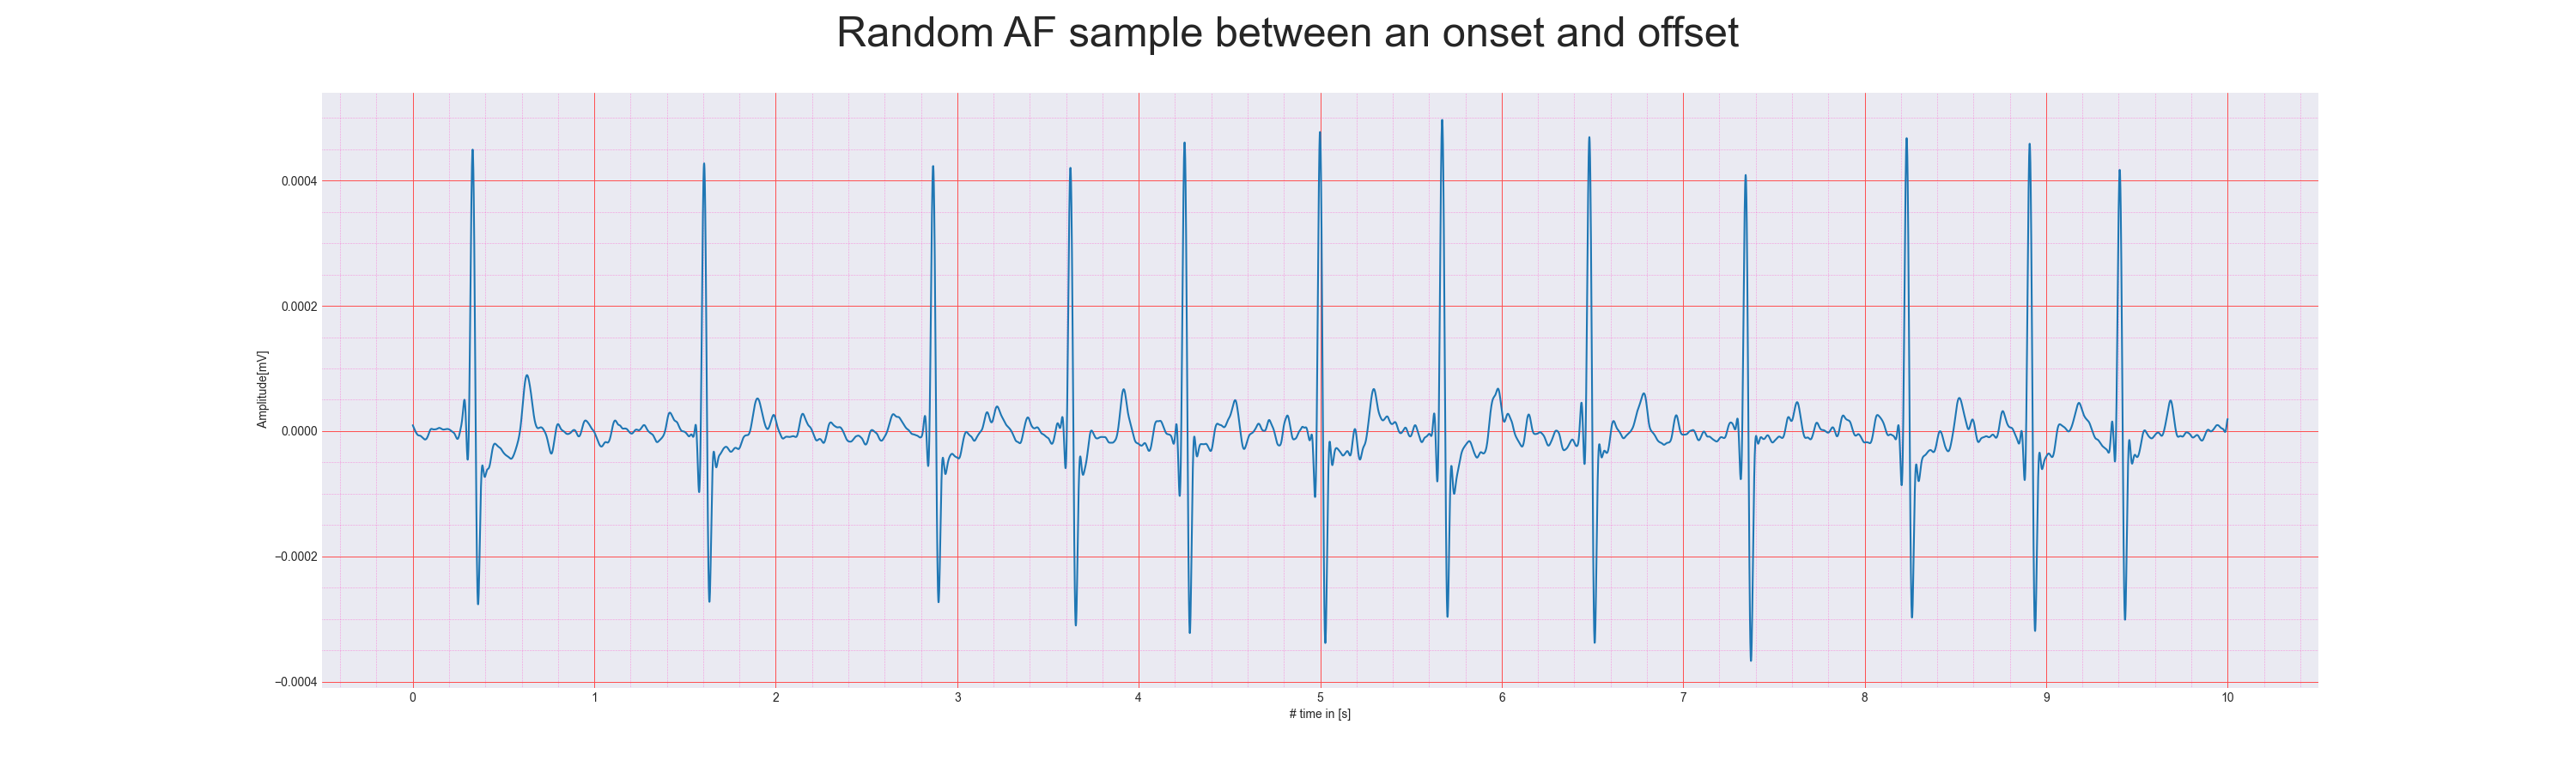 Random AF sample between an onset and offset
0.0004
0.0002
0.0000
−0.0002
−0.0004
Amplitude[mV]
0 1 2 3 4 5 6 7 8 9 10
# time in [s]